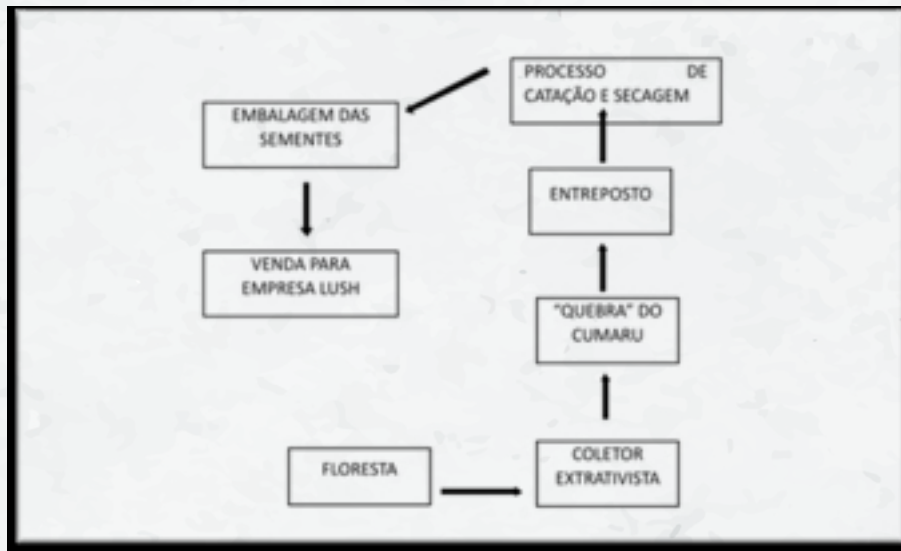 PROCESSO DE
CATAÇÃO E SECAGEM
EMBALAGEM DAS
SEMENTES
ENTREPOSTO
VENDA PARA
EMPRESA LUSH
"QUEBRA" DO
CUMARU
FLORESTA
COLETOR
EXTRATIVISTA